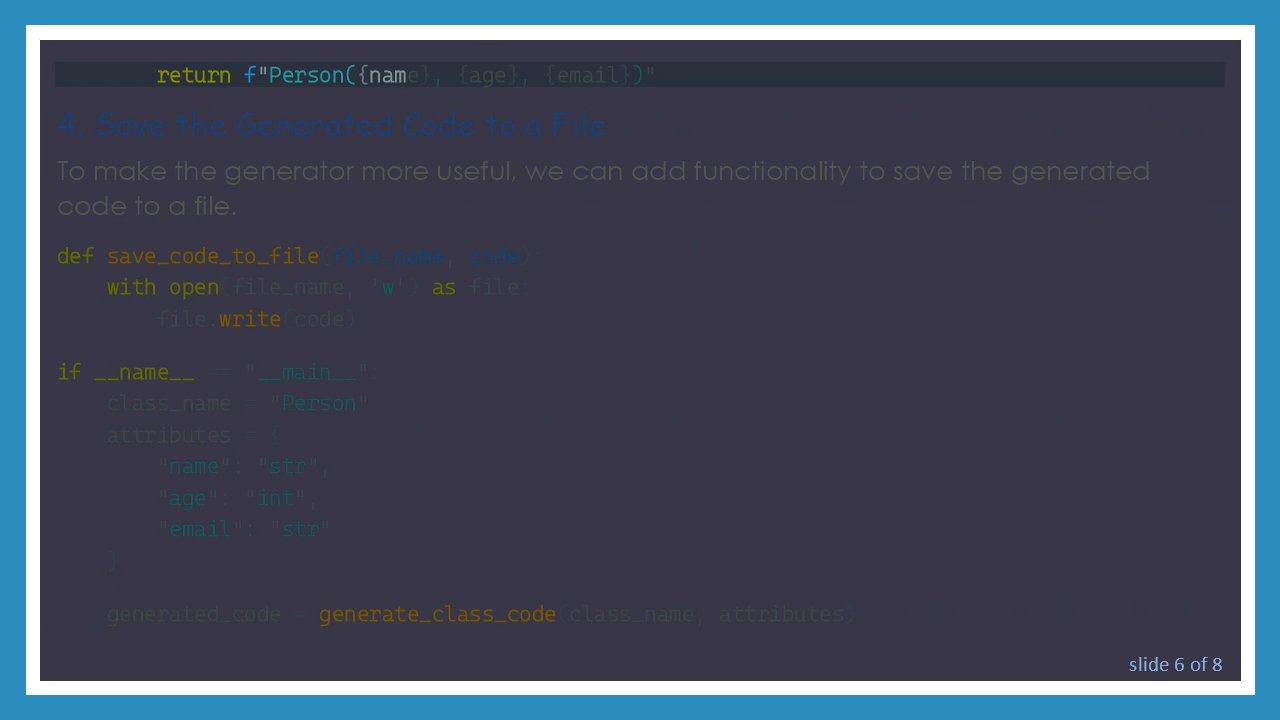 return f"Person({name}, {age}, {email})"
4. Save the Generated Code to a File
To make the generator more useful, we can add functionality to save the generated
code to a file.
def save_code_to_file(file_name, code):
    with open(file_name, 'w') as file:
        file.write(code)
if __name__ == "__main__"
    class_name = "Person"
    attributes = {
        "name": "str",
        "age": "int",
        "email": "str"
    }
    generated_code = generate_class_code(class_name, attributes)
slide 6 of 8